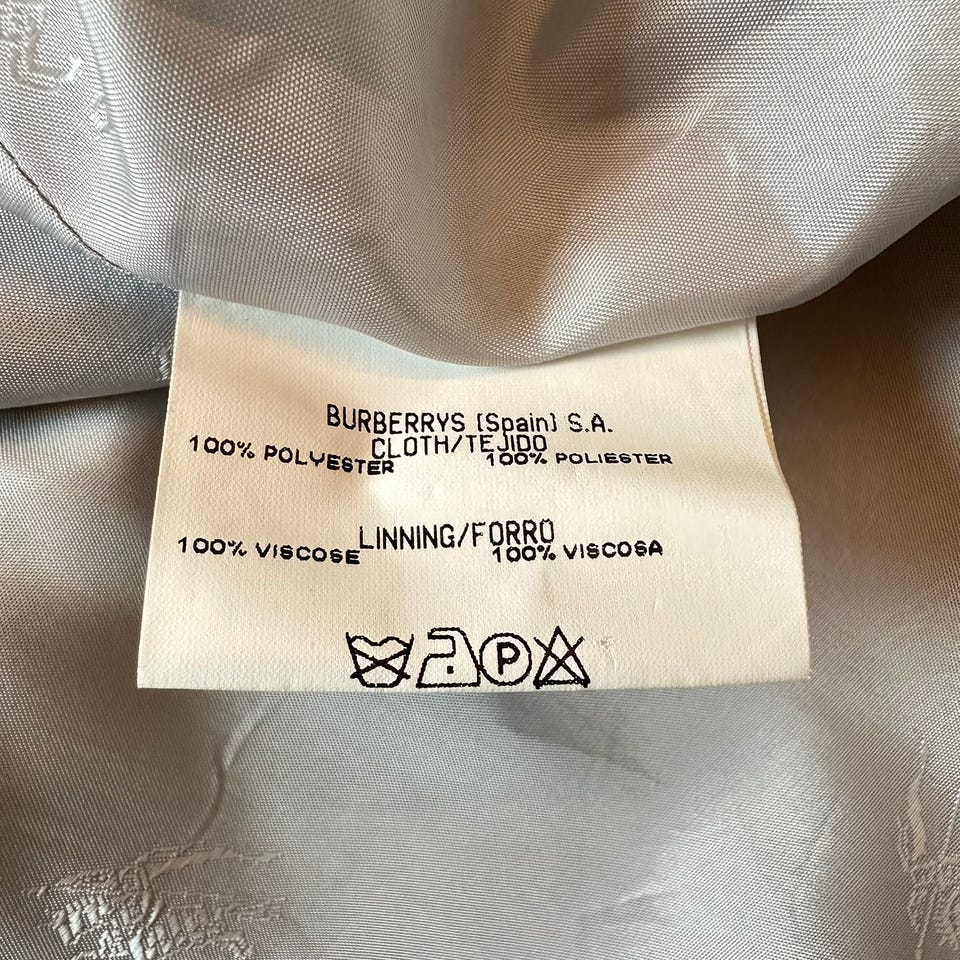 BURBERRYS (Spain) S.A.
CLOTH/TEJIDO
100% POLYESTER 100% POLIESTER
LINNING/FORRO
100% VISCOSE 100% VISCOSA
P